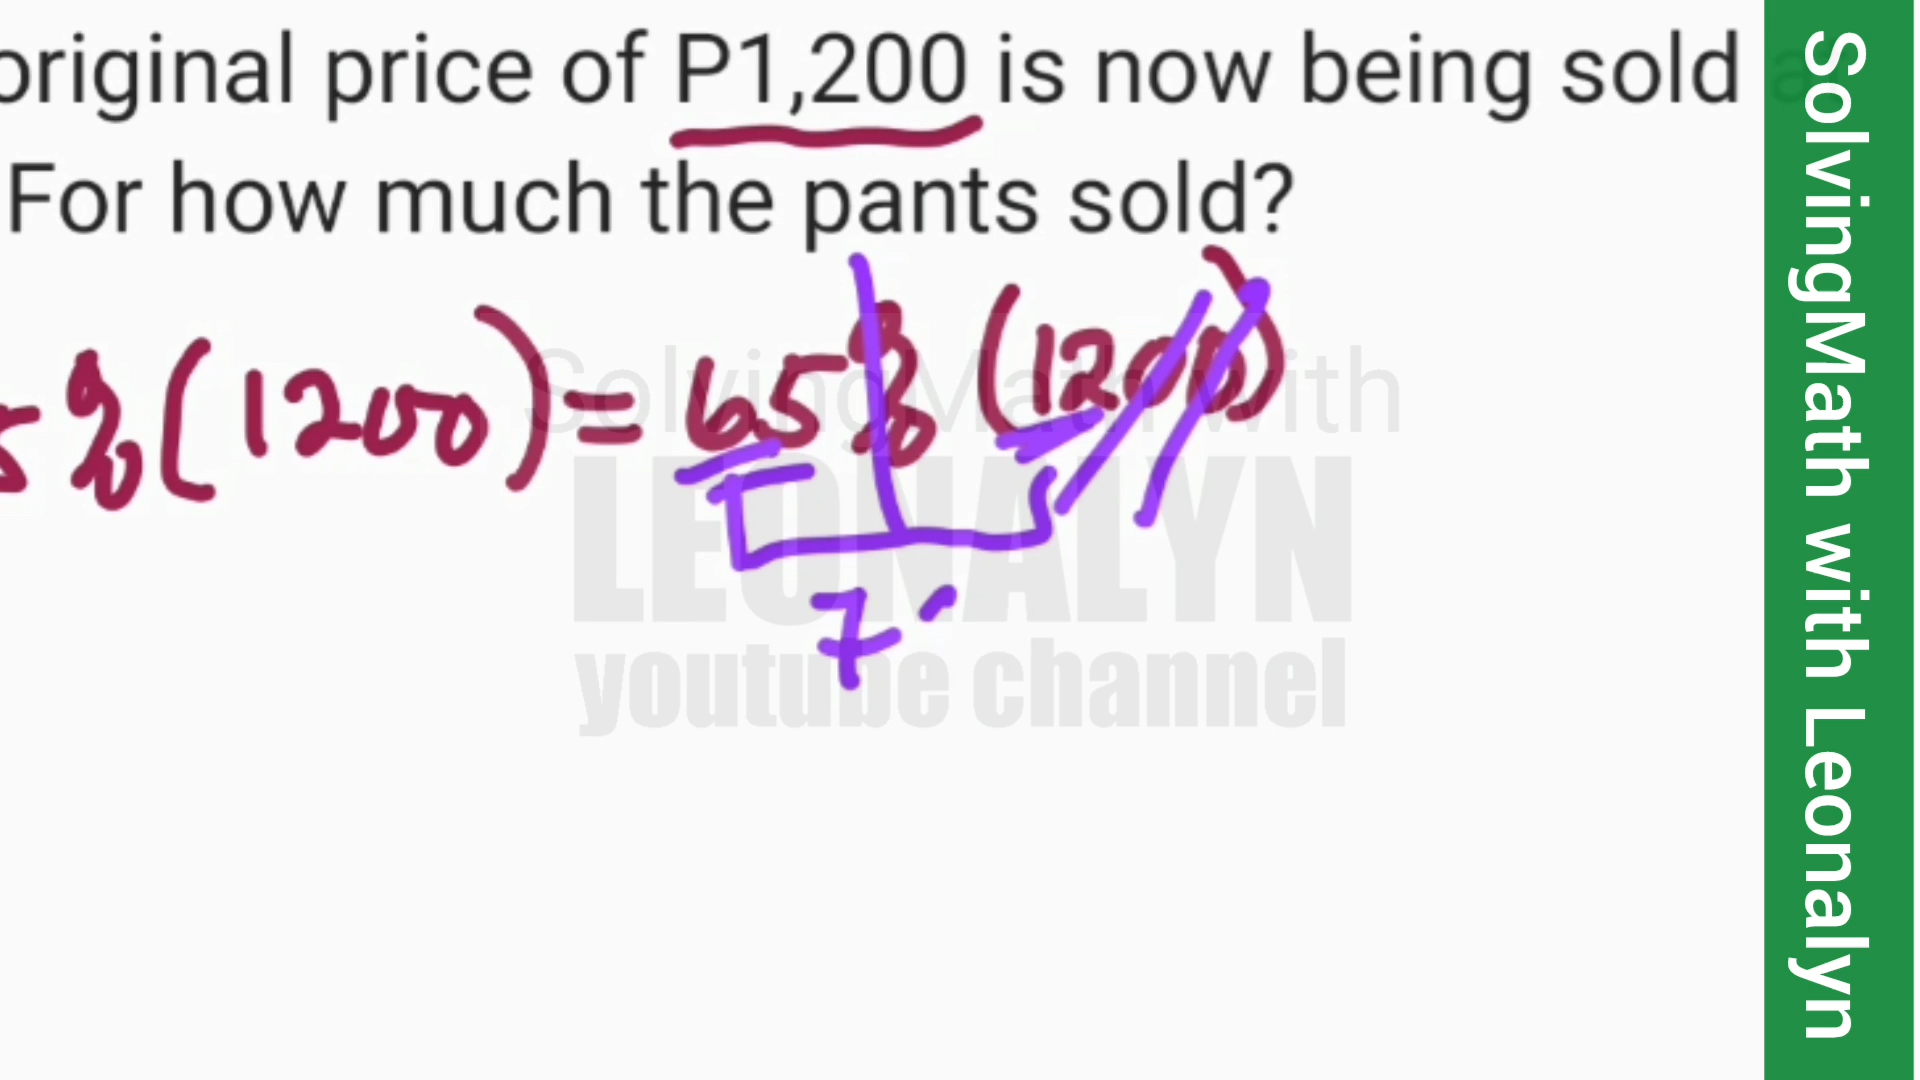 original price of P1,200 is now being sold a
For how much the pants sold?
5%(1200)=65%(1200)
7
SolvingMath with
LEONALYN
youtube channel
SolvingMath with Leonalyn